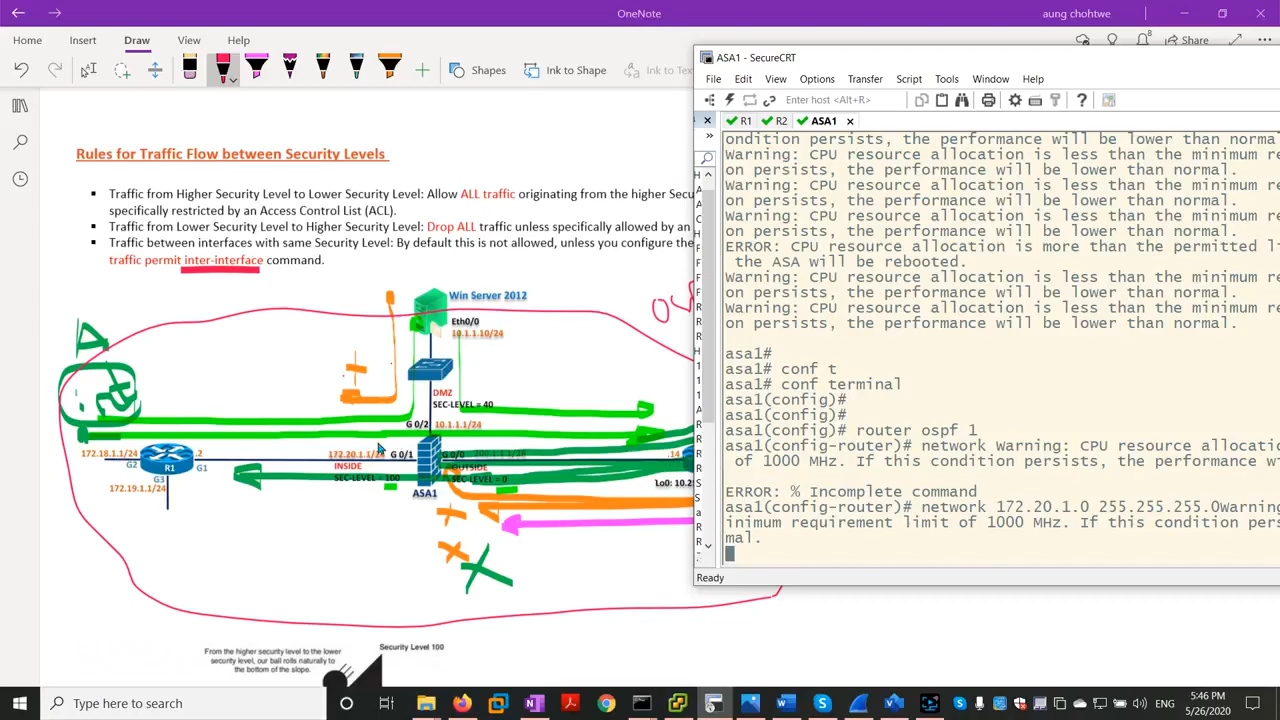 OneNote
aung chohtwe
Home
Insert
Draw
View
Help
Share
Shapes
Ink to Shape
Ink to Text
Rules for Traffic Flow between Security Levels
Traffic from Higher Security Level to Lower Security Level: Allow ALL traffic originating from the higher Secu
specifically restricted by an Access Control List (ACL).
Traffic from Lower Security Level to Higher Security Level: Drop ALL traffic unless specifically allowed by an
Traffic between interfaces with same Security Level: By default this is not allowed, unless you configure the
traffic permit inter-interface command.
Win Server 2012
Eth0/0
10.1.1.10/24
DMZ
SEC-LEVEL = 40
G 0/2
10.1.1.1/24
172.18.1.1/24
G2
.2
G1
R1
G3
172.19.1.1/24
172.20.1.1/2
G 0/1
INSIDE
SEC-LEVEL = 100
G 0/0
OUTSIDE
SEC-LEVEL = 0
ASA1
.14
Lo0: 10.2
From the higher security level to the lower
security level, our ball rolls naturally to
the bottom of the slope.
Security Level 100
ASA1 - SecureCRT
File
Edit
View
Options
Transfer
Script
Tools
Window
Help
Enter host <Alt+R>
R1
R2
ASA1
ondition persists, the performance will be lower than normal
Warning: CPU resource allocation is less than the minimum re
on persists, the performance will be lower than normal.
Warning: CPU resource allocation is less than the minimum re
on persists, the performance will be lower than normal.
Warning: CPU resource allocation is less than the minimum re
on persists, the performance will be lower than normal.
ERROR: CPU resource allocation is more than the permitted li
the ASA will be rebooted.
Warning: CPU resource allocation is less than the minimum re
on persists, the performance will be lower than normal.
Warning: CPU resource allocation is less than the minimum re
on persists, the performance will be lower than normal.
asa1#
asa1# conf t
asa1# conf terminal
asa1(config)#
asa1(config)#
asa1(config)# router ospf 1
asa1(config-router)# network Warning: CPU resource allocatio
of 1000 MHz. If this condition persists, the performance wi
ERROR: % Incomplete command
asa1(config-router)# network 172.20.1.0 255.255.255.0Warning
inimum requirement limit of 1000 MHz. If this condition pers
mal.
Ready
Type here to search
ENG
5:46 PM
5/26/2020